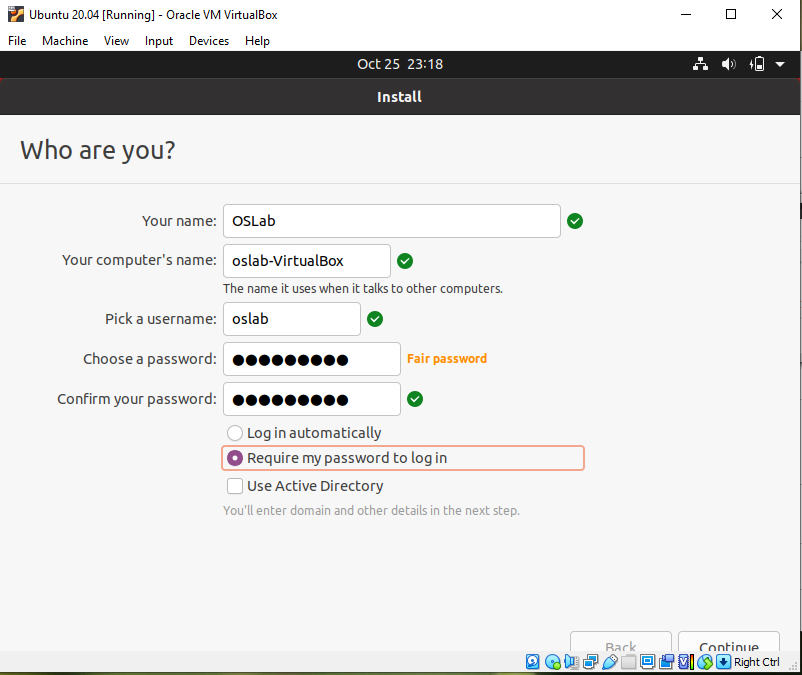 Ubuntu 20.04 [Running] - Oracle VM VirtualBox
File Machine View Input Devices Help
Oct 25 23:18
Install
Who are you?
Your name: OSLab
Your computer's name: oslab-VirtualBox
The name it uses when it talks to other computers.
Pick a username: oslab
Choose a password: ●●●●●●●●● Fair password
Confirm your password: ●●●●●●●●●
Log in automatically
Require my password to log in
Use Active Directory
You'll enter domain and other details in the next step.
Back Continue
Right Ctrl